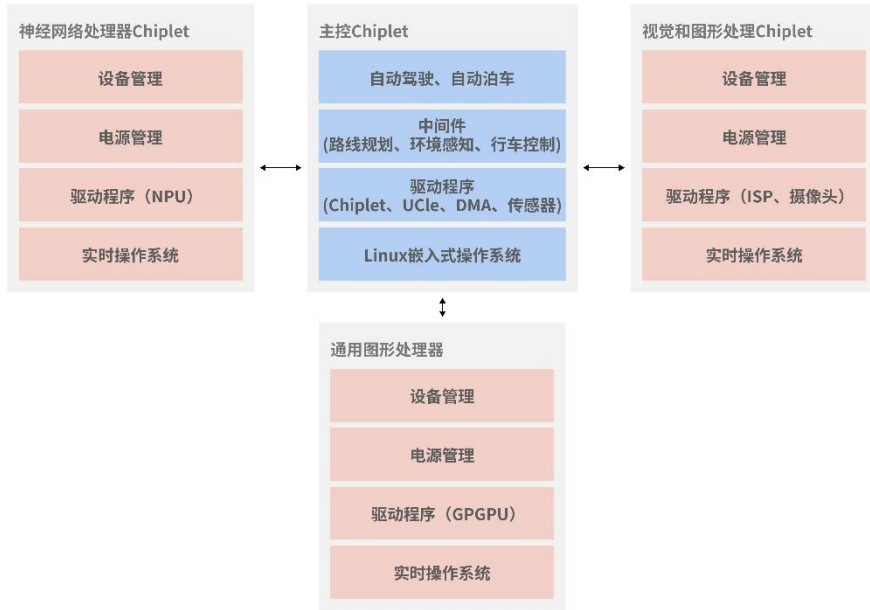 神经网络处理器Chiplet
设备管理
电源管理
驱动程序（NPU）
实时操作系统
主控Chiplet
自动驾驶、自动泊车
中间件
(路线规划、环境感知、行车控制)
驱动程序
(Chiplet、UCle、DMA、传感器)
Linux嵌入式操作系统
视觉和图形处理Chiplet
设备管理
电源管理
驱动程序（ISP、摄像头）
实时操作系统
通用图形处理器
设备管理
电源管理
驱动程序（GPGPU）
实时操作系统